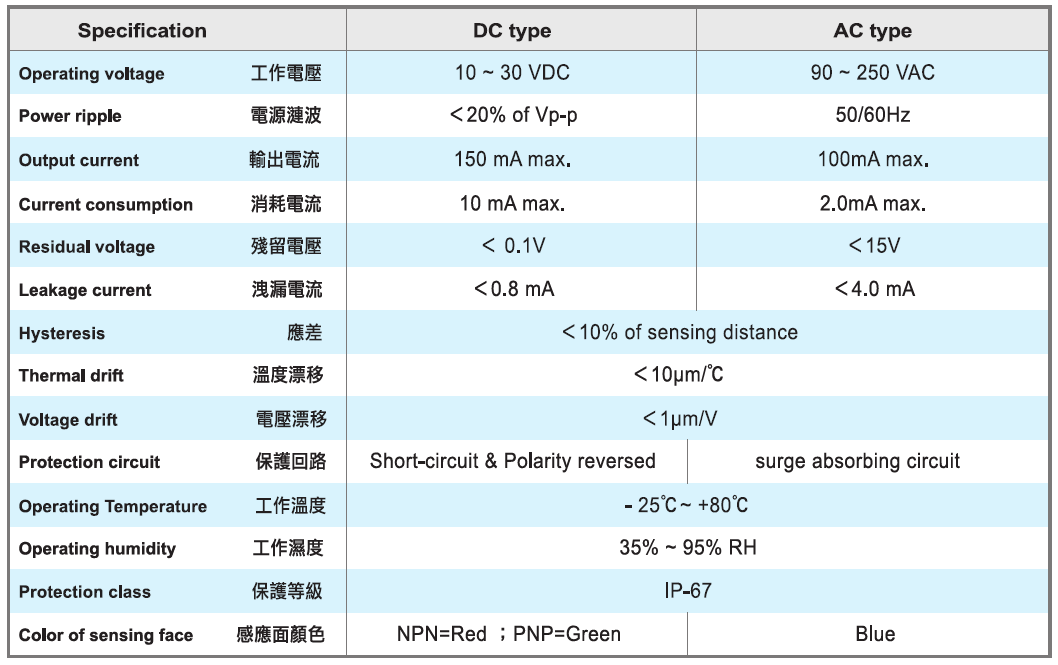 Specification DC type AC type
Operating voltage 工作電壓 10 ~ 30 VDC 90 ~ 250 VAC
Power ripple 電源漣波 <20% of Vp-p 50/60Hz
Output current 輸出電流 150 mA max. 100mA max.
Current consumption 消耗電流 10 mA max. 2.0mA max.
Residual voltage 殘留電壓 < 0.1V <15V
Leakage current 洩漏電流 <0.8 mA <4.0 mA
Hysteresis 應差 <10% of sensing distance
Thermal drift 溫度漂移 <10μm/℃
Voltage drift 電壓漂移 <1μm/V
Protection circuit 保護回路 Short-circuit & Polarity reversed surge absorbing circuit
Operating Temperature 工作溫度 - 25℃ ~ +80℃
Operating humidity 工作濕度 35% ~ 95% RH
Protection class 保護等級 IP-67
Color of sensing face 感應面顏色 NPN=Red ；PNP=Green Blue